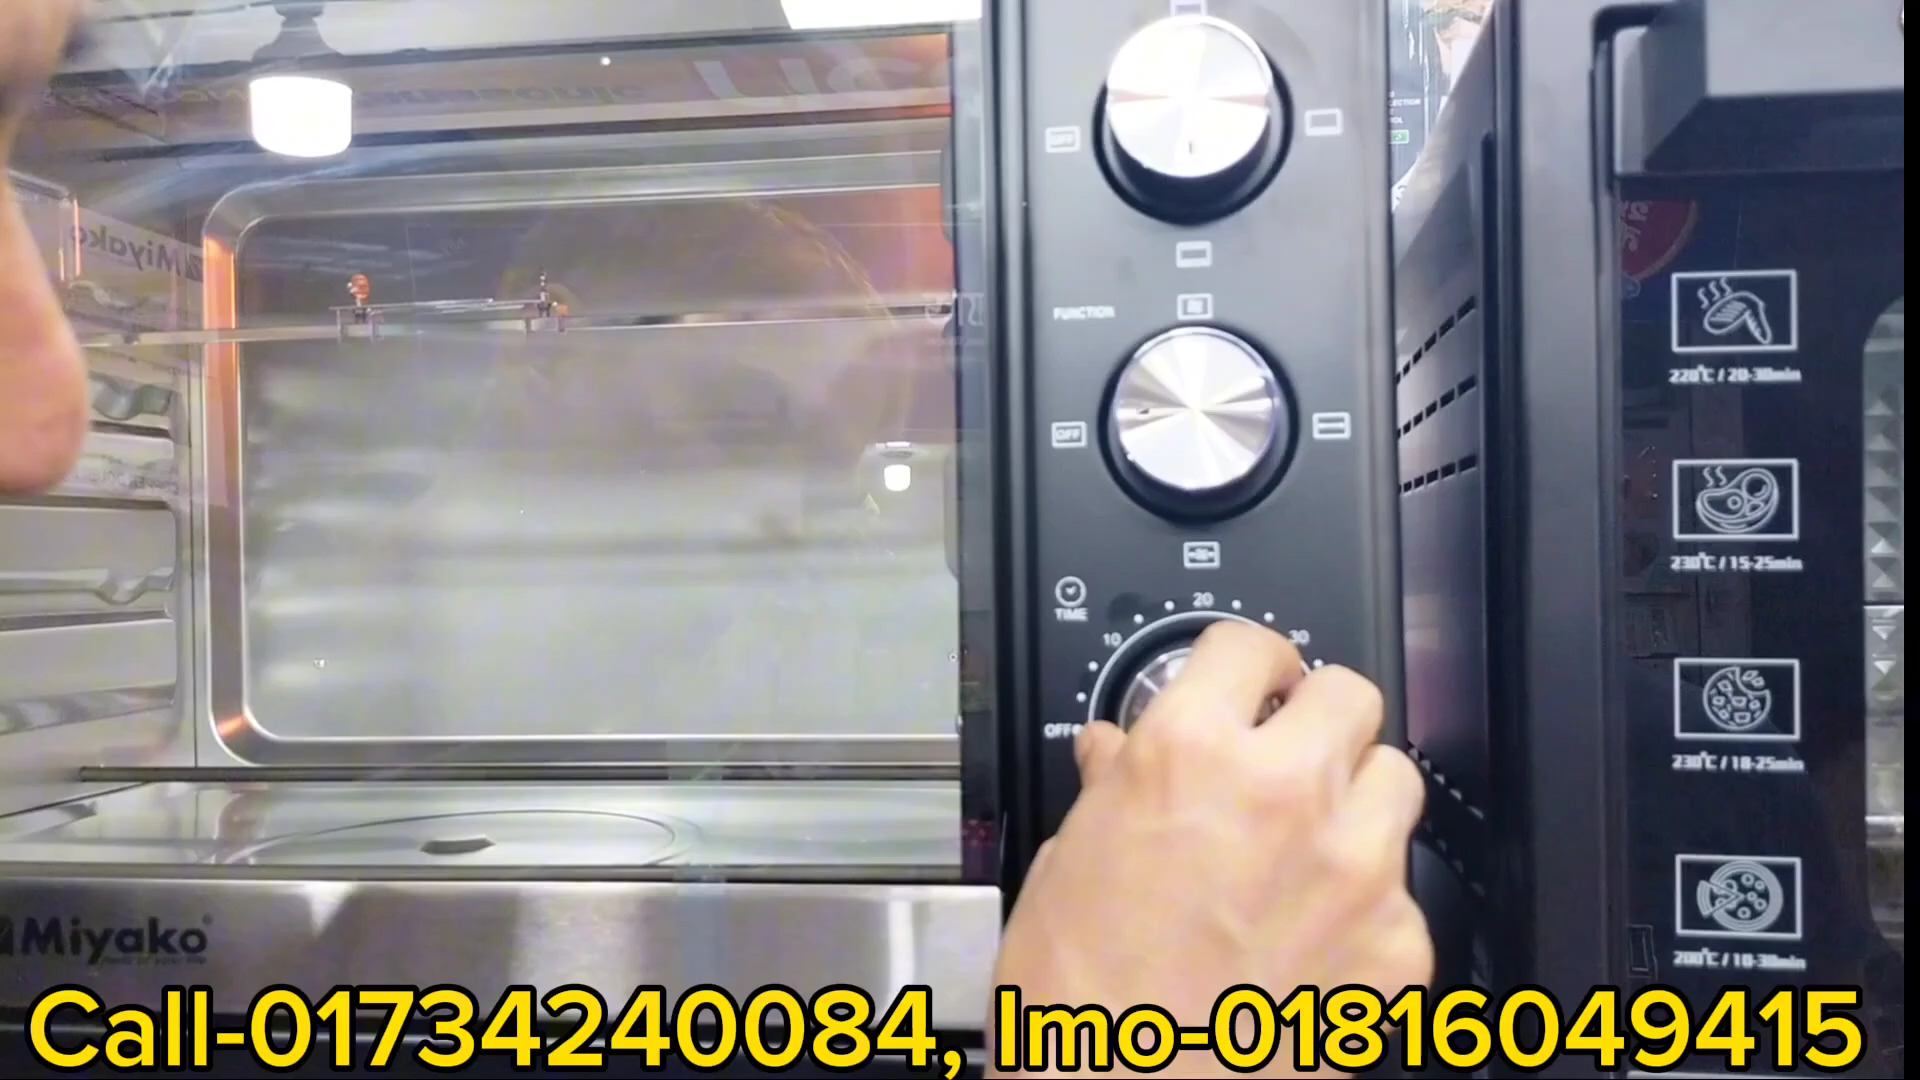 Miyako
OFF
FUNCTION
OFF
TIME
10
20
30
OFF
220°C / 20-30min
230°C / 15-25min
230°C / 18-25min
200°C / 10-30min
Miyako
Call-01734240084, Imo-01816049415